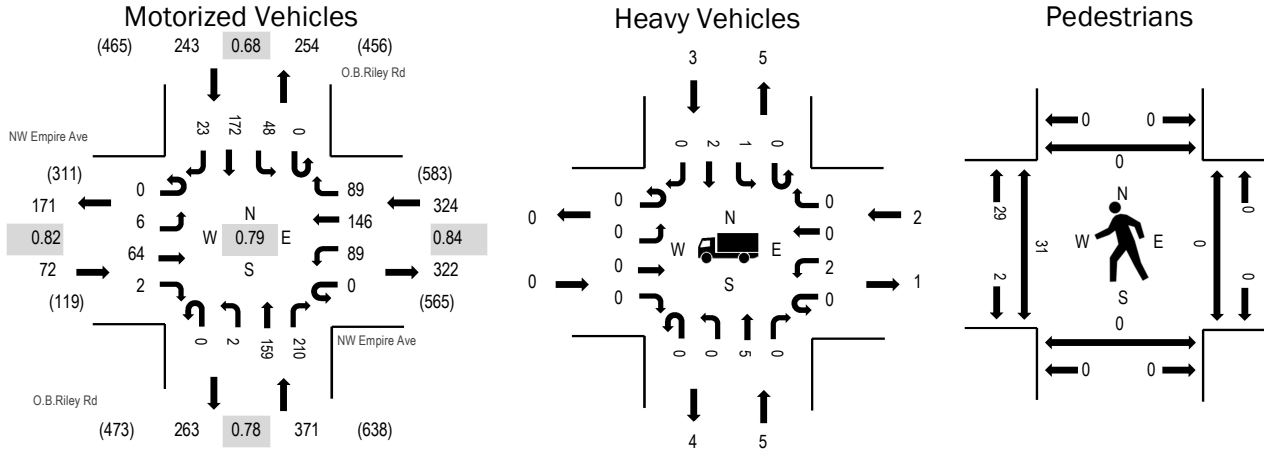 Motorized Vehicles
(465) 243 0.68 254 (456)
O.B.Riley Rd
NW Empire Ave
23 172 48 0
(311)
171
0.82
72
(119)
0
6
64
2
N
W 0.79 E
S
89
146
89
0
(583)
324
0.84
322
(565)
0 2 159 210
NW Empire Ave
O.B.Riley Rd
(473) 263 0.78 371 (638)
Heavy Vehicles
3 5
0 2 1 0
0
0
0
0
0
0
N
W E
S
0
0
2
0
2
1
0 0 5 0
4 5
Pedestrians
0 0
0
29
2
31
N
W E
S
0
0
0
0
0 0